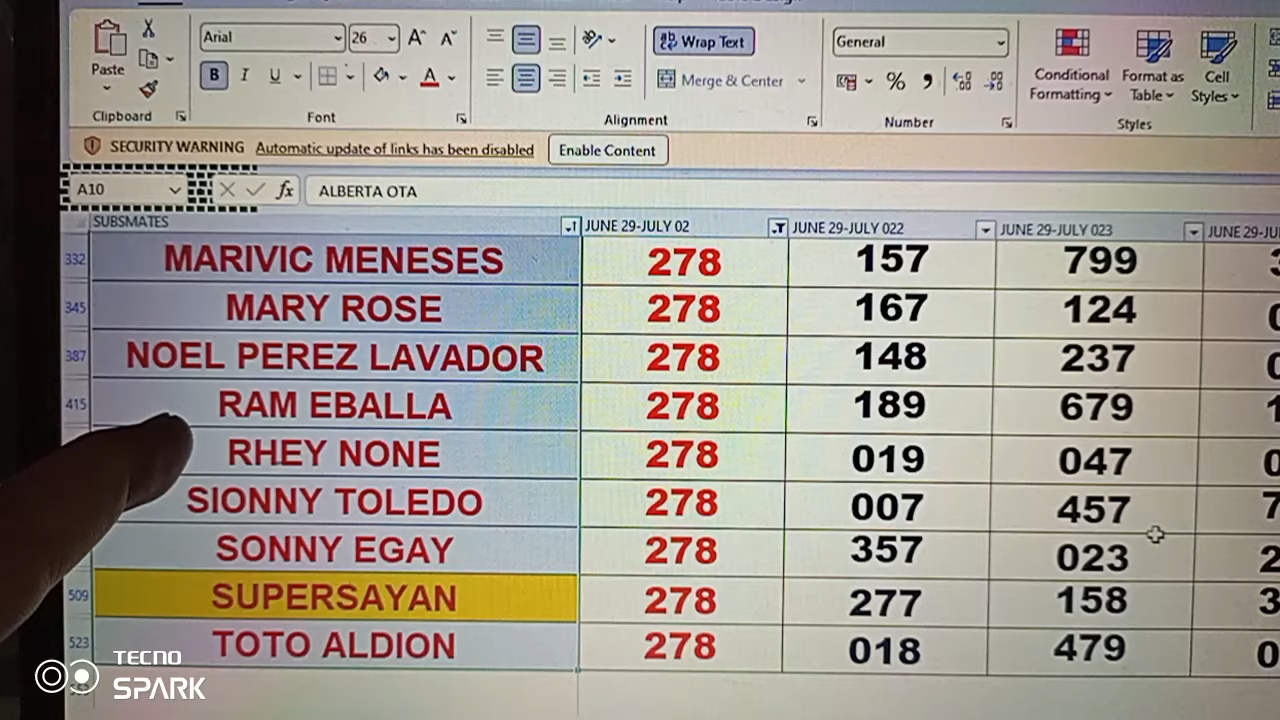 Arial 26
Wrap Text
General
Paste
B I U
Merge & Center
Conditional Formatting
Format as Table
Cell Styles
Clipboard Font Alignment Number Styles
SECURITY WARNING Automatic update of links has been disabled Enable Content
A10 fx ALBERTA OTA
SUBSMATES JUNE 29-JULY 02 JUNE 29-JULY 022 JUNE 29-JULY 023
332 MARIVIC MENESES 278 157 799
345 MARY ROSE 278 167 124
387 NOEL PEREZ LAVADOR 278 148 237
415 RAM EBALLA 278 189 679
RHEY NONE 278 019 047
SIONNY TOLEDO 278 007 457
SONNY EGAY 278 357 023
509 SUPERSAYAN 278 277 158
523 TOTO ALDION 278 018 479
TECNO
SPARK